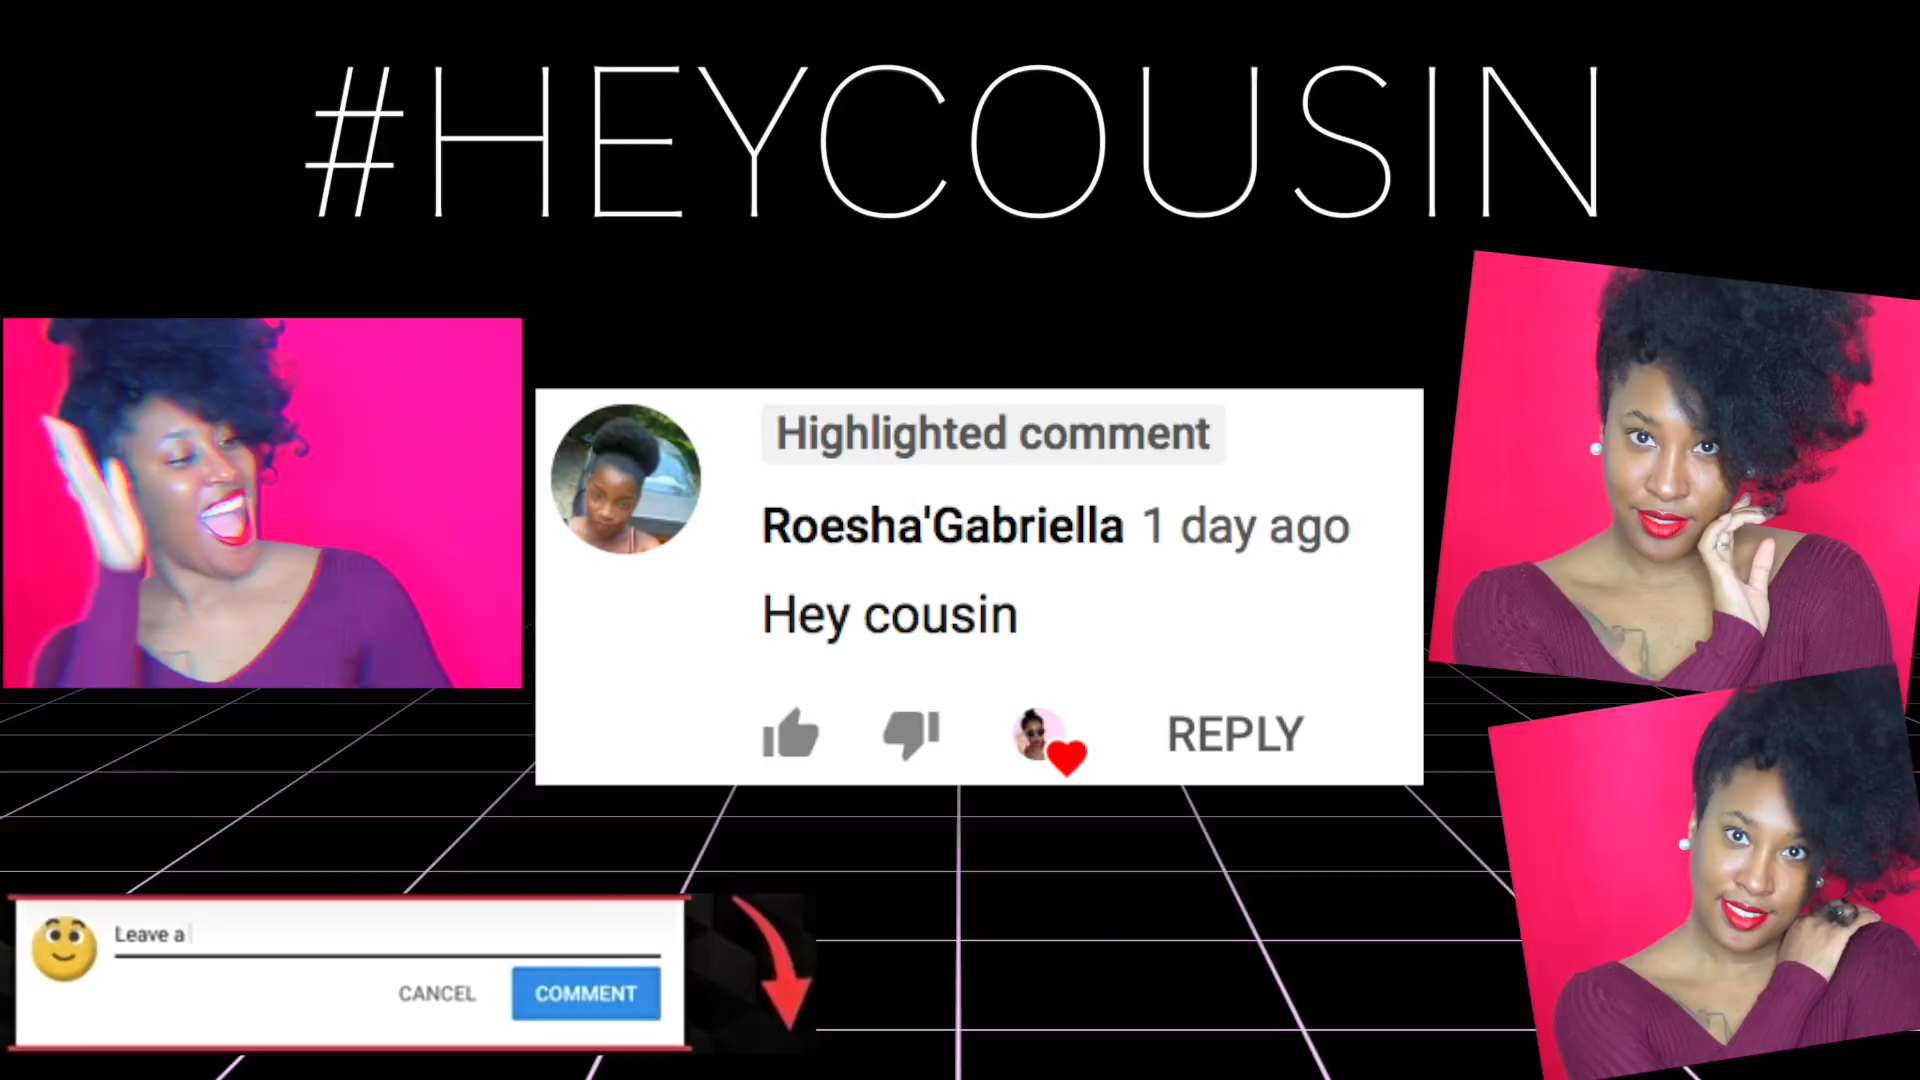 #HEYCOUSIN
Highlighted comment
Roesha'Gabriella 1 day ago
Hey cousin
REPLY
Leave a
CANCEL COMMENT